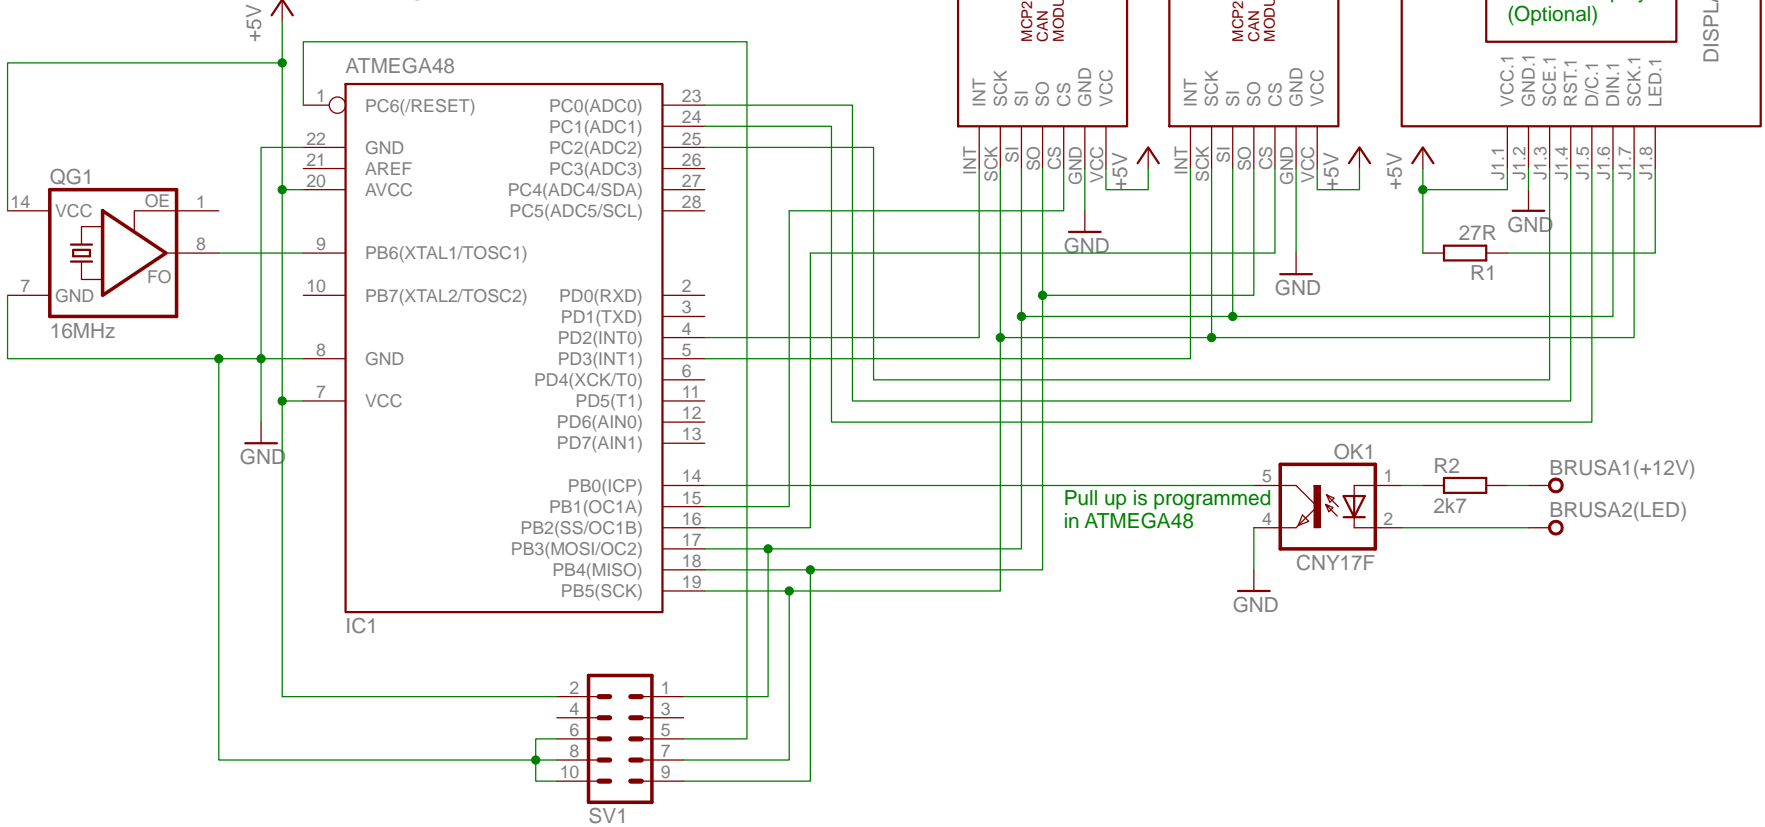 +5V
ATMEGA48
1
PC6(/RESET)
22
GND
21
AREF
20
AVCC
9
PB6(XTAL1/TOSC1)
10
PB7(XTAL2/TOSC2)
8
GND
7
VCC
PC0(ADC0)
23
PC1(ADC1)
24
PC2(ADC2)
25
PC3(ADC3)
26
PC4(ADC4/SDA)
27
PC5(ADC5/SCL)
28
PD0(RXD)
2
PD1(TXD)
3
PD2(INT0)
4
PD3(INT1)
5
PD4(XCK/T0)
6
PD5(T1)
11
PD6(AIN0)
12
PD7(AIN1)
13
PB0(ICP)
14
PB1(OC1A)
15
PB2(SS/OC1B)
16
PB3(MOSI/OC2)
17
PB4(MISO)
18
PB5(SCK)
19
IC1
QG1
14
VCC
OE
1
8
FO
7
GND
16MHz
GND
2
1
4
3
6
5
8
7
10
9
SV1
CAN
INT
SCK
SI
SO
CS
GND
VCC
INT
SCK
SI
SO
CS
GND
VCC
+5V
GND
CAN
INT
SCK
SI
SO
CS
GND
VCC
INT
SCK
SI
SO
CS
GND
VCC
+5V
GND
(Optional)
VCC.1
GND.1
SCE.1
RST.1
D/C.1
DIN.1
SCK.1
LED.1
J1.1
J1.2
J1.3
J1.4
J1.5
J1.6
J1.7
J1.8
+5V
GND
27R
R1
OK1
5
4
1
2
CNY17F
GND
Pull up is programmed
in ATMEGA48
R2
2k7
BRUSA1(+12V)
BRUSA2(LED)